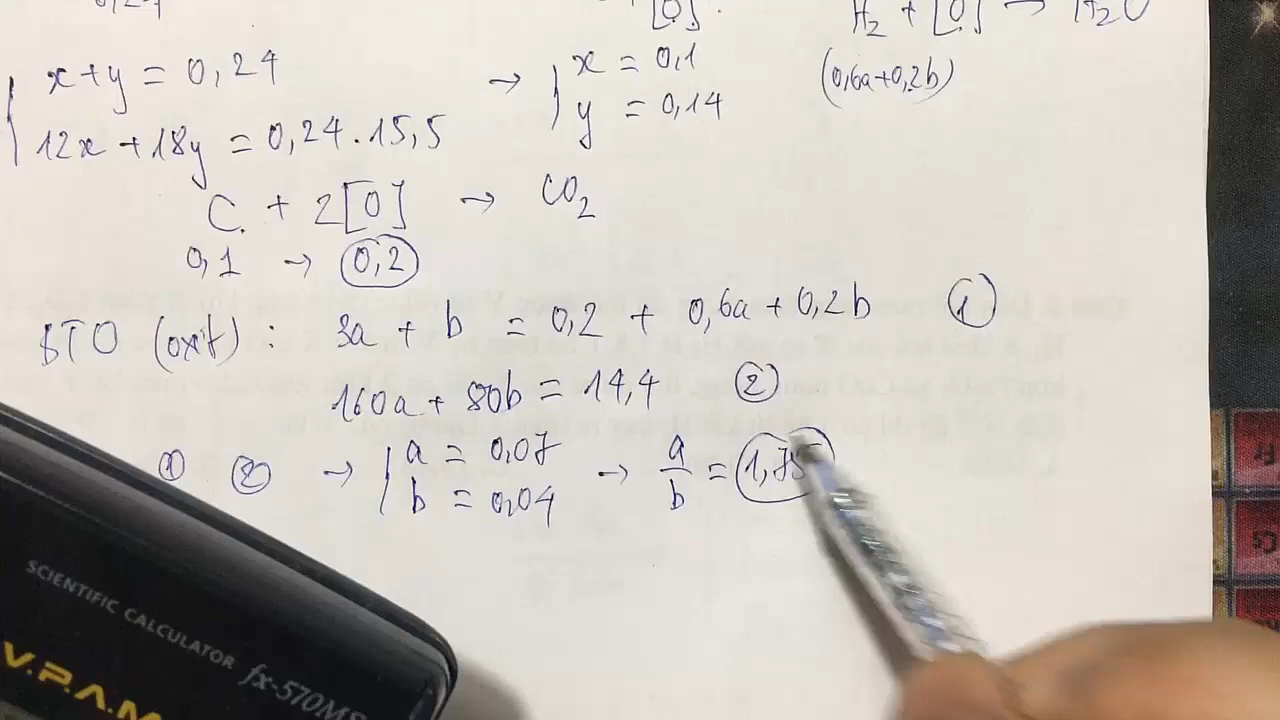 [O]. H₂ + [O] → H₂O
x + y = 0,24 → x = 0,1 (0,6a+0,2b)
12x + 18y = 0,24.15,5 y = 0,14
C + 2[O] → CO₂
0,1 → 0,2
BTO (oxit): 3a + b = 0,2 + 0,6a + 0,2b ①
160a + 80b = 14,4 ②
① ② → a = 0,07 → a/b = 1,75
b = 0,04
SCIENTIFIC CALCULATOR fx-570MS
V.P.A.M